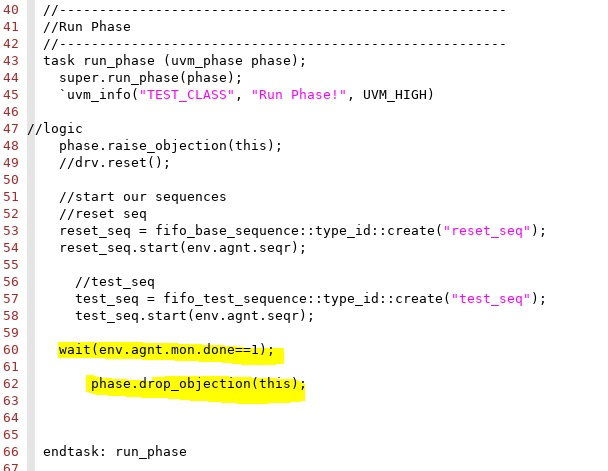 40 //--------------------------------------------------------
41 //Run Phase
42 //--------------------------------------------------------
43 task run_phase (uvm_phase phase);
44 super.run_phase(phase);
45 `uvm_info("TEST_CLASS", "Run Phase!", UVM_HIGH)
46
47 //logic
48 phase.raise_objection(this);
49 //drv.reset();
50
51 //start our sequences
52 //reset seq
53 reset_seq = fifo_base_sequence::type_id::create("reset_seq");
54 reset_seq.start(env.agnt.seqr);
55
56 //test_seq
57 test_seq = fifo_test_sequence::type_id::create("test_seq");
58 test_seq.start(env.agnt.seqr);
59
60 wait(env.agnt.mon.done==1);
61
62 phase.drop_objection(this);
63
64
65
66 endtask: run_phase
67